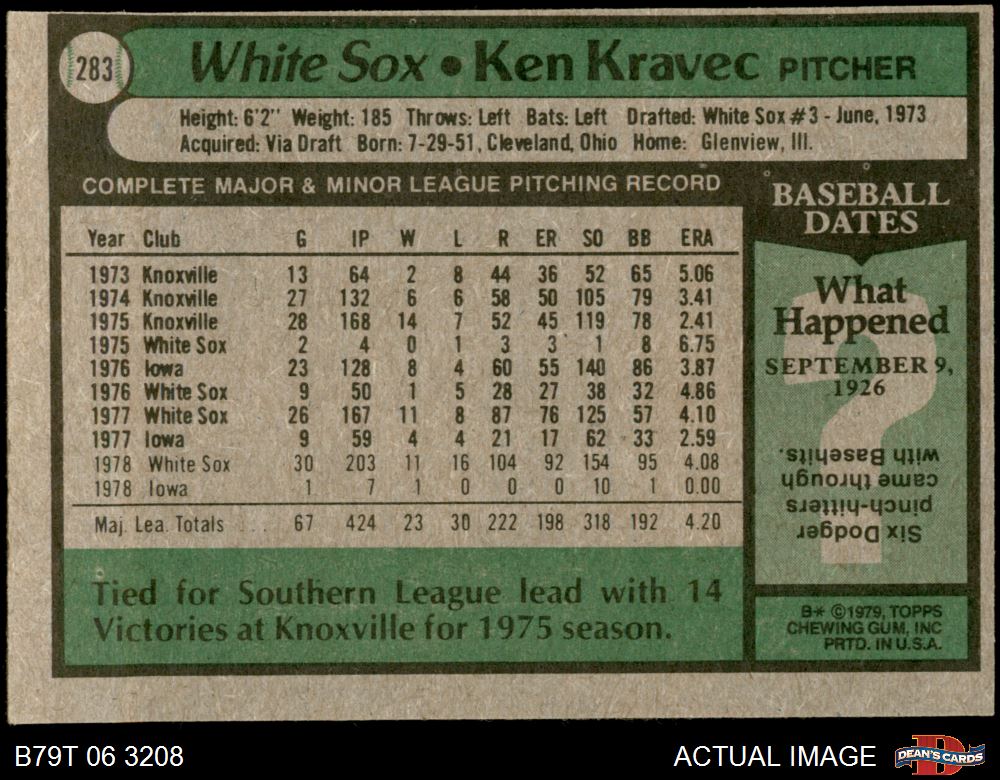 283
White Sox • Ken Kravec PITCHER
Height: 6'2" Weight: 185 Throws: Left Bats: Left Drafted: White Sox #3 - June, 1973
Acquired: Via Draft Born: 7-29-51, Cleveland, Ohio Home: Glenview, Ill.
COMPLETE MAJOR & MINOR LEAGUE PITCHING RECORD
Year Club G IP W L R ER SO BB ERA
1973 Knoxville 13 64 2 8 44 36 52 65 5.06
1974 Knoxville 27 132 6 6 58 50 105 79 3.41
1975 Knoxville 28 168 14 7 52 45 119 78 2.41
1975 White Sox 2 4 0 1 3 3 1 8 6.75
1976 Iowa 23 128 8 4 60 55 140 86 3.87
1976 White Sox 9 50 1 5 28 27 38 32 4.86
1977 White Sox 26 167 11 8 87 76 125 57 4.10
1977 Iowa 9 59 4 4 21 17 62 33 2.59
1978 White Sox 30 203 11 16 104 92 154 95 4.08
1978 Iowa 1 7 1 0 0 0 10 1 0.00
Maj. Lea. Totals . . . 67 424 23 30 222 198 318 192 4.20
Tied for Southern League lead with 14
Victories at Knoxville for 1975 season.
BASEBALL
DATES
What
Happened
SEPTEMBER 9,
1926
?
Six Dodger
pinch-hitters
came through
with Basehits.
B* ©1979, TOPPS
CHEWING GUM, INC
PRTD. IN U.S.A.
B79T 06 3208
ACTUAL IMAGE
D
DEAN'S CARDS